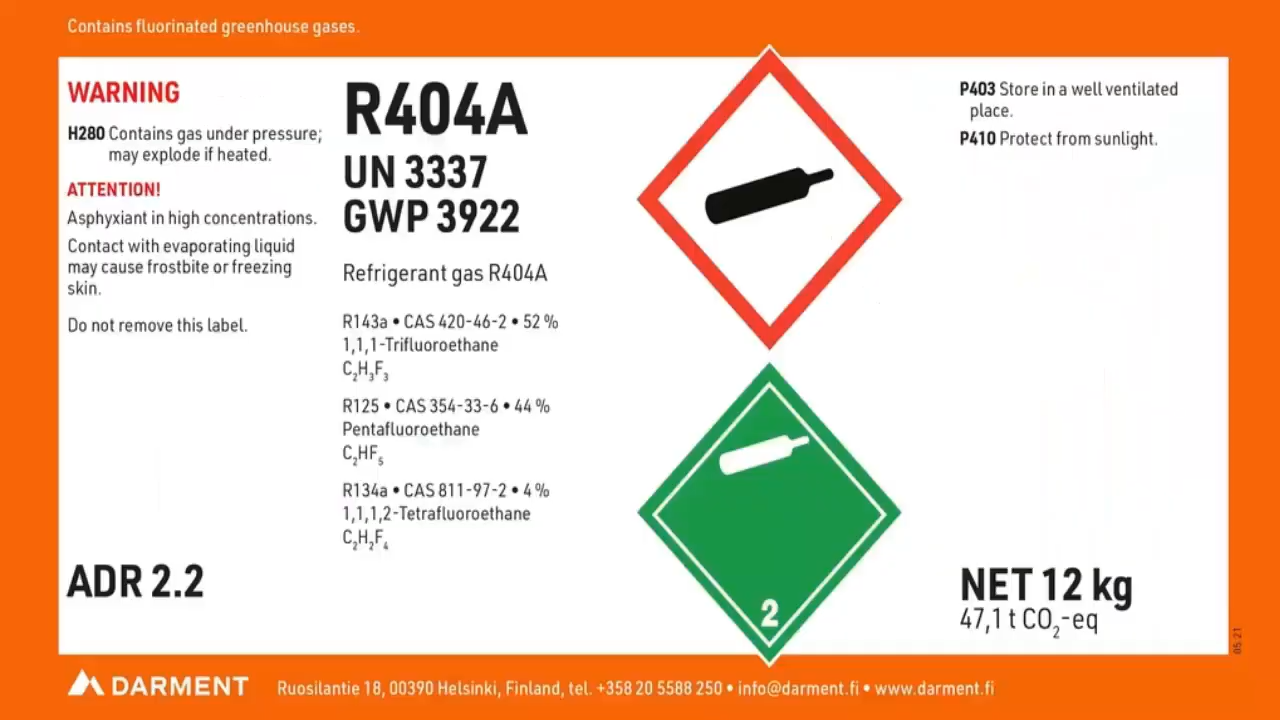 Contains fluorinated greenhouse gases.
WARNING
H280 Contains gas under pressure;
may explode if heated.
ATTENTION!
Asphyxiant in high concentrations.
Contact with evaporating liquid
may cause frostbite or freezing
skin.
Do not remove this label.
ADR 2.2
R404A
UN 3337
GWP 3922
Refrigerant gas R404A
R143a • CAS 420-46-2 • 52 %
1,1,1-Trifluoroethane
C₂H₃F₃
R125 • CAS 354-33-6 • 44 %
Pentafluoroethane
C₂HF₅
R134a • CAS 811-97-2 • 4 %
1,1,1,2-Tetrafluoroethane
C₂H₂F₄
2
P403 Store in a well ventilated
place.
P410 Protect from sunlight.
NET 12 kg
47,1 t CO₂-eq
05.21
DARMENT
Ruosilantie 18, 00390 Helsinki, Finland, tel. +358 20 5588 250 • info@darment.fi • www.darment.fi